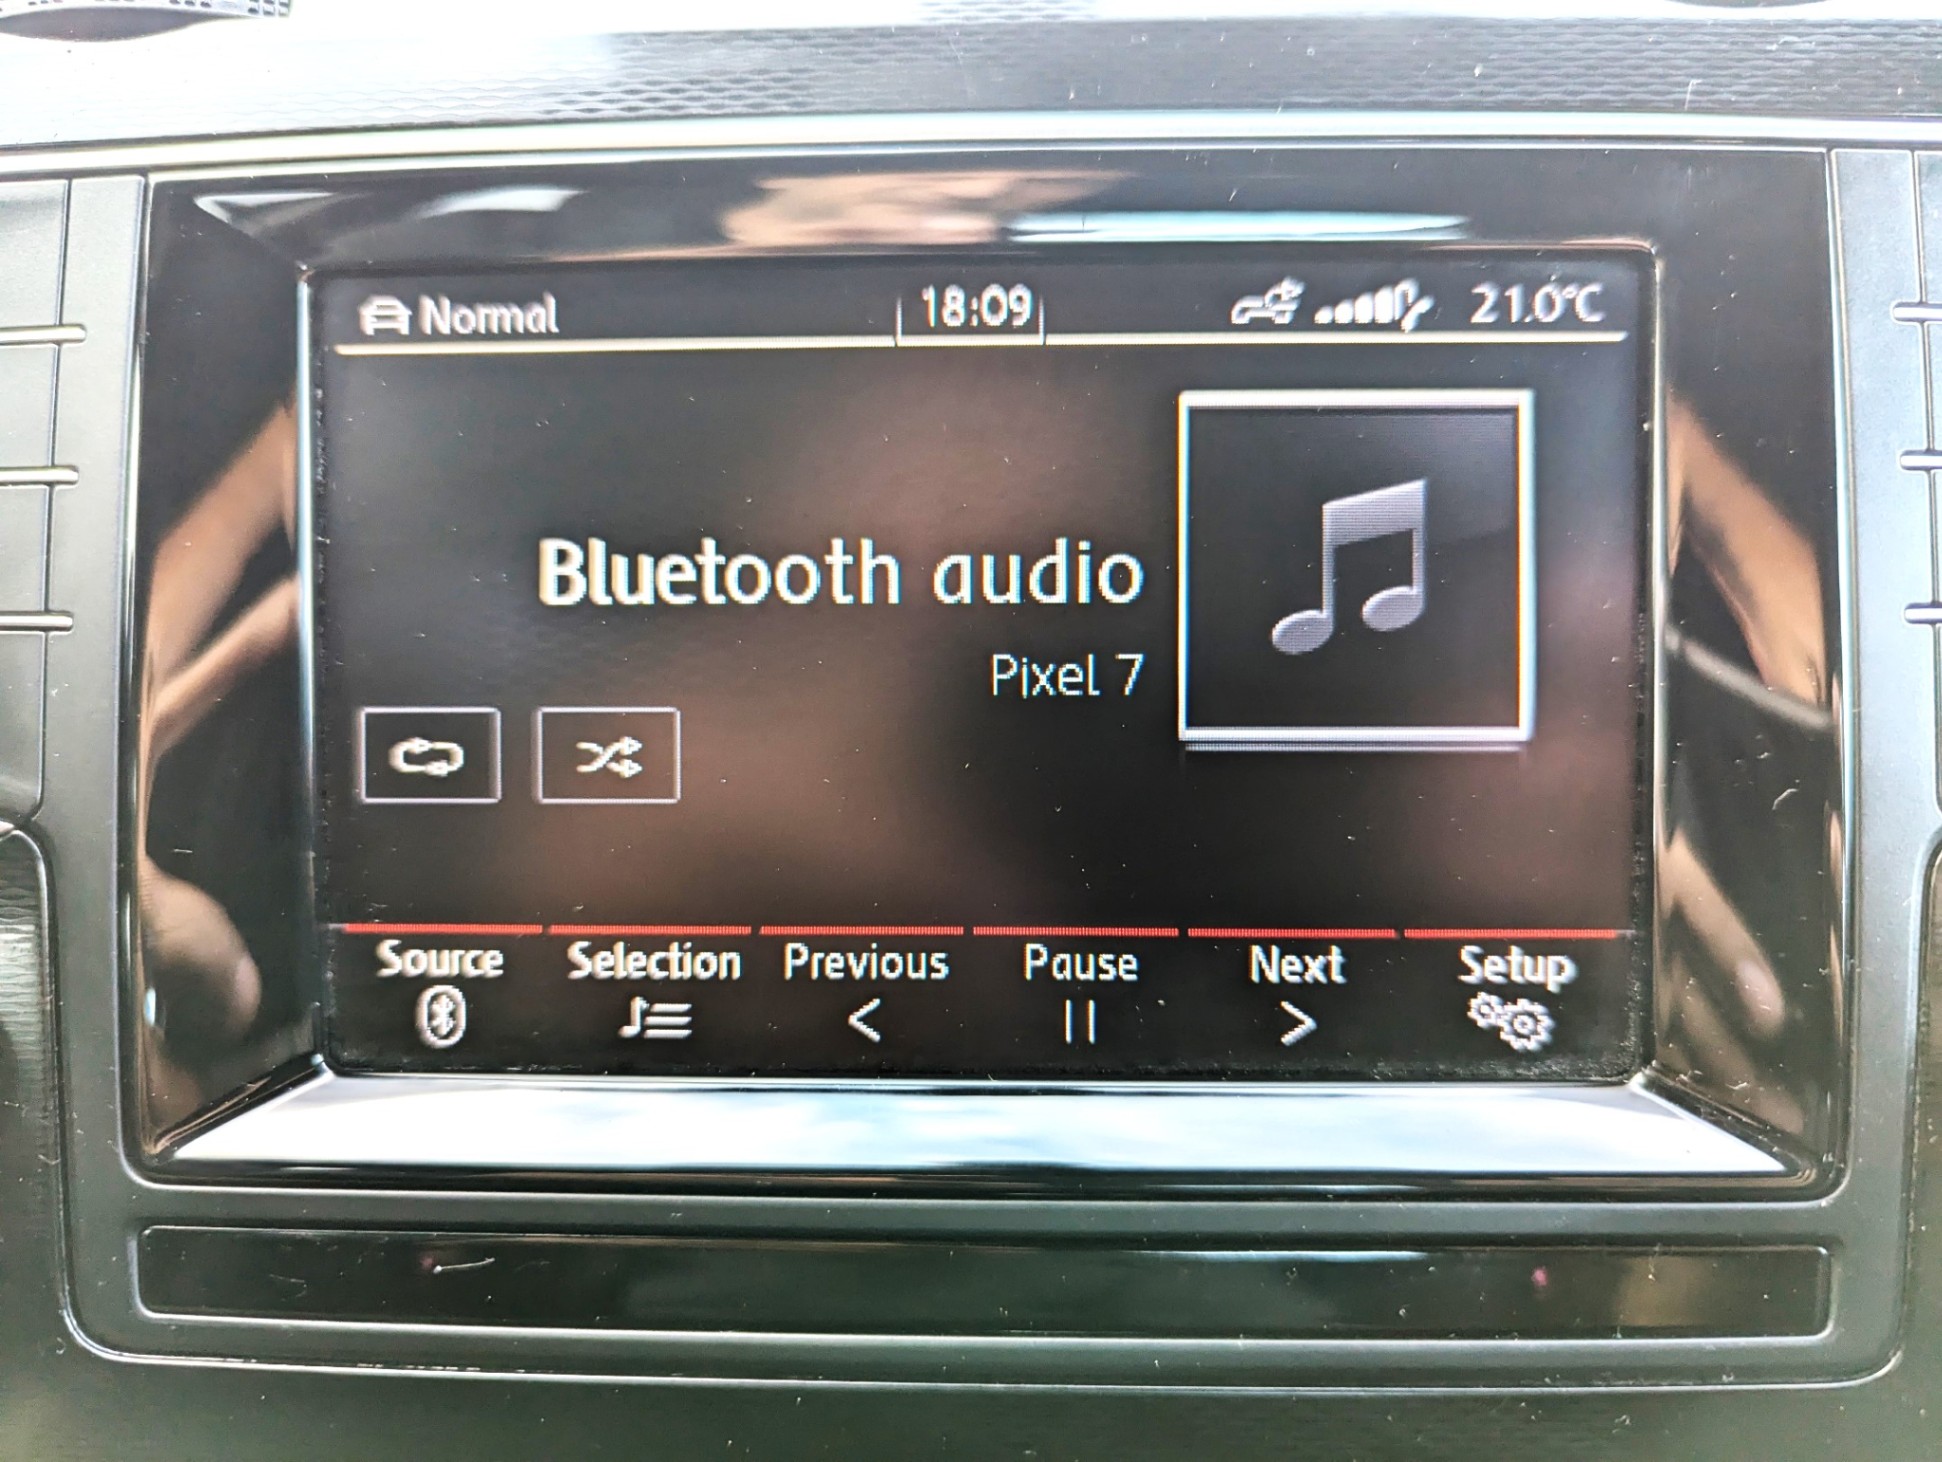 Normal
18:09
21.0°C
Bluetooth audio
Pixel 7
Source
Selection
Previous
Pause
Next
Setup